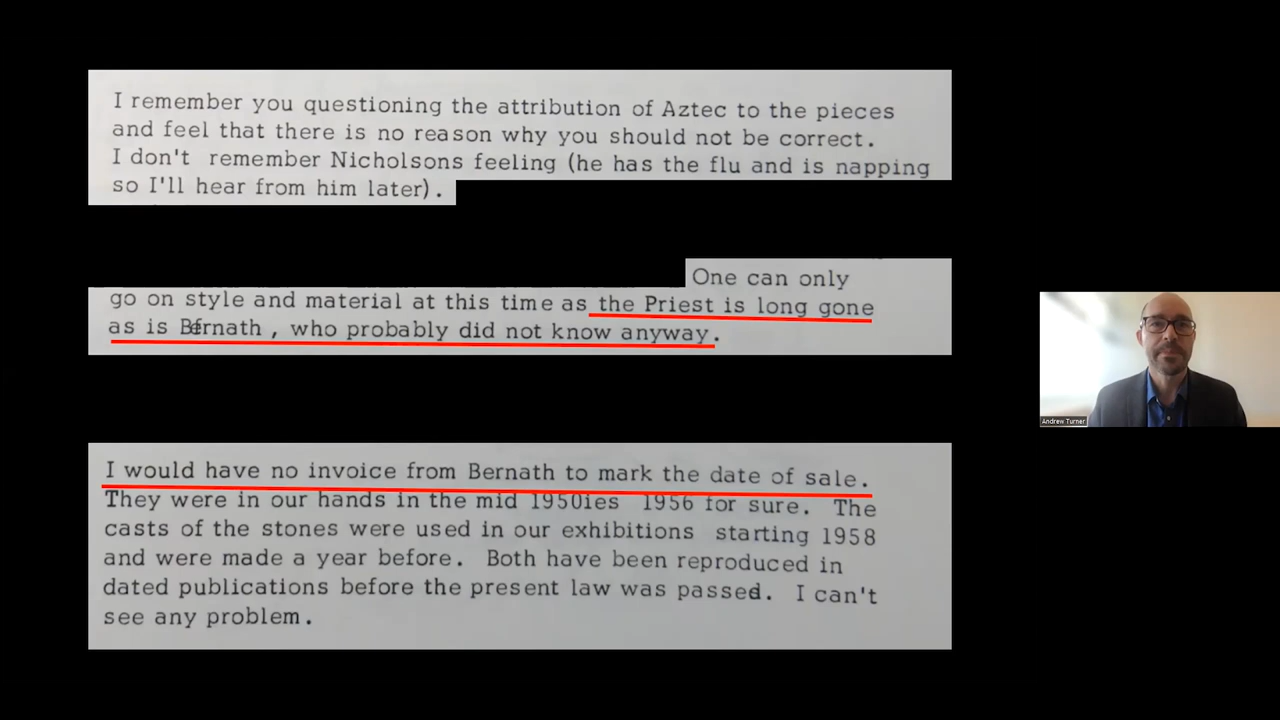 I remember you questioning the attribution of Aztec to the pieces
and feel that there is no reason why you should not be correct.
I don't remember Nicholsons feeling (he has the flu and is napping
so I'll hear from him later).
One can only
go on style and material at this time as the Priest is long gone
as is Bernath , who probably did not know anyway.
I would have no invoice from Bernath to mark the date of sale.
They were in our hands in the mid 1950ies 1956 for sure. The
casts of the stones were used in our exhibitions starting 1958
and were made a year before. Both have been reproduced in
dated publications before the present law was passed. I can't
see any problem.
Andrew Turner